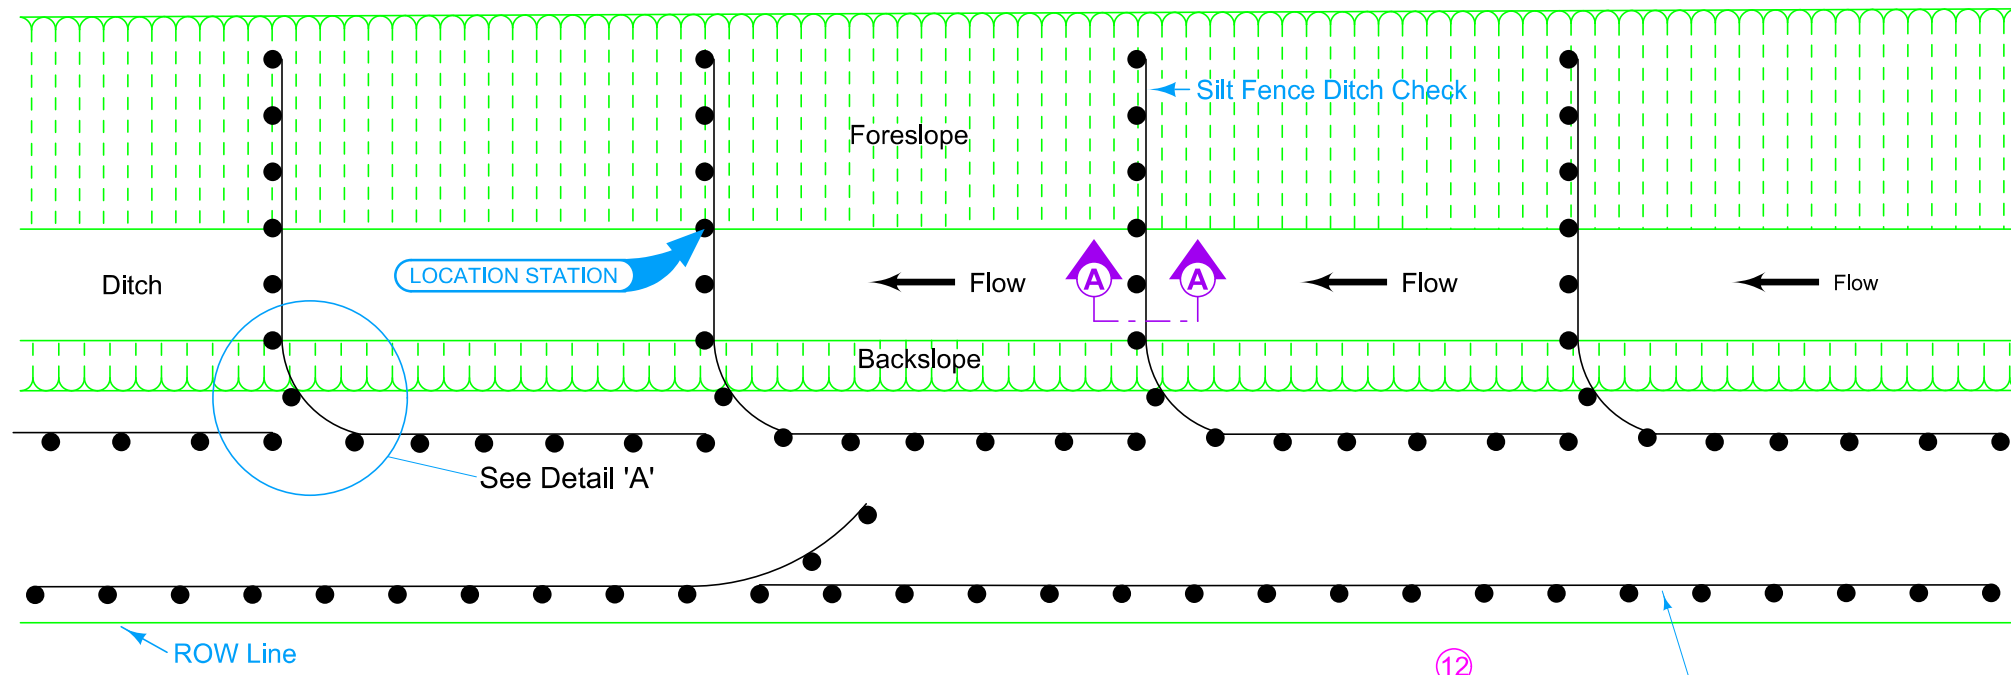 Silt Fence Ditch Check
Foreslope
LOCATION STATION
Ditch
Flow
A
A
Flow
Flow
Backslope
See Detail 'A'
ROW Line
12